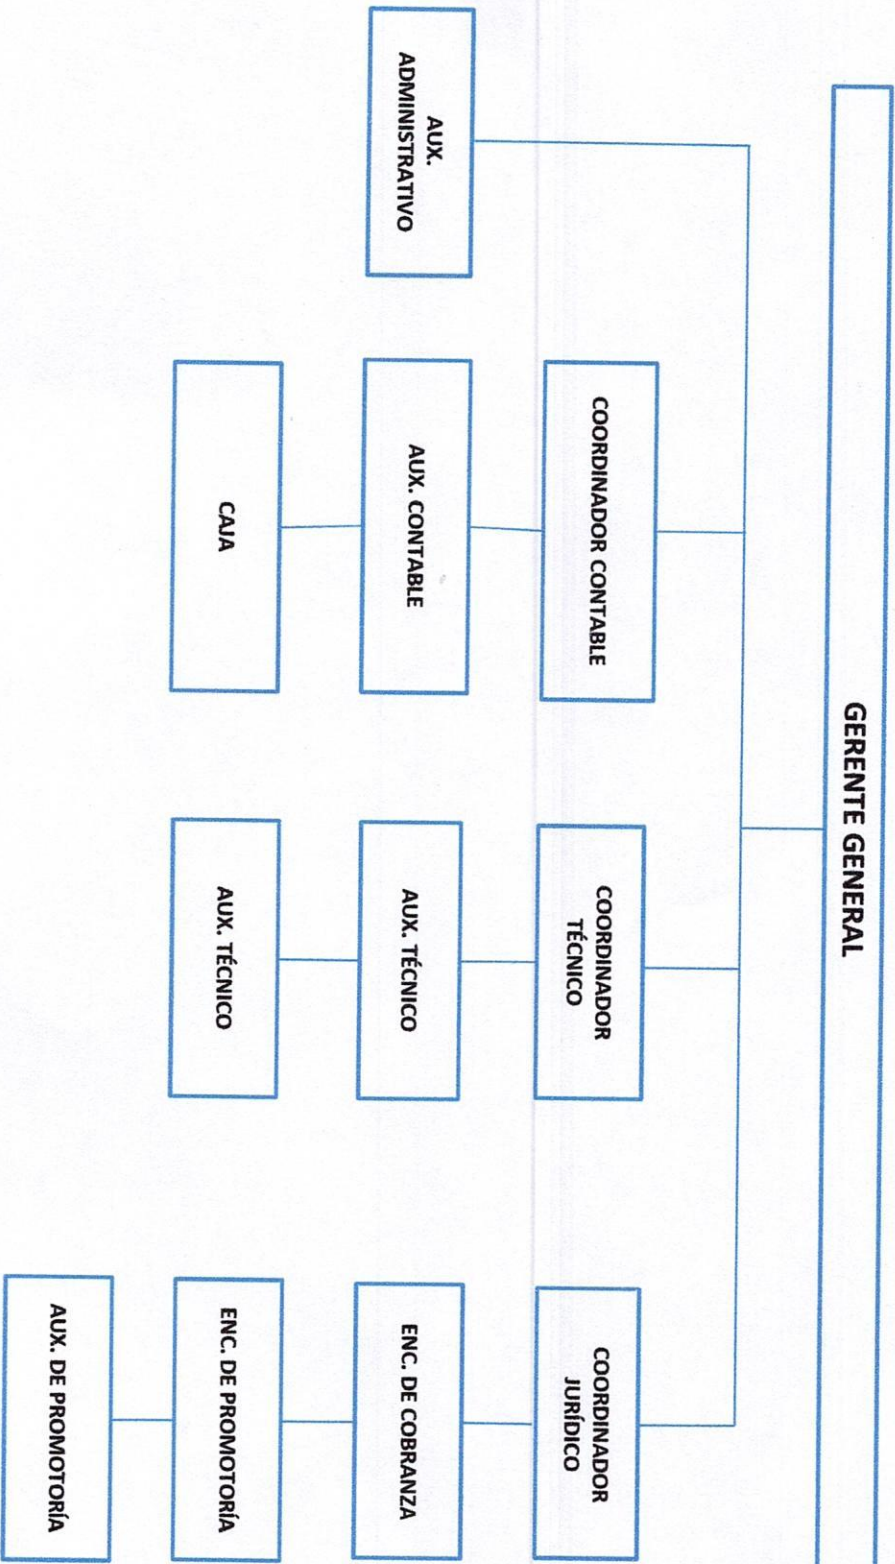 GERENTE GENERAL
AUX.
ADMINISTRATIVO
COORDINADOR CONTABLE
AUX. CONTABLE
CAJA
COORDINADOR
TÉCNICO
AUX. TÉCNICO
AUX. TÉCNICO
COORDINADOR
JURÍDICO
ENC. DE COBRANZA
ENC. DE PROMOTORÍA
AUX. DE PROMOTORÍA